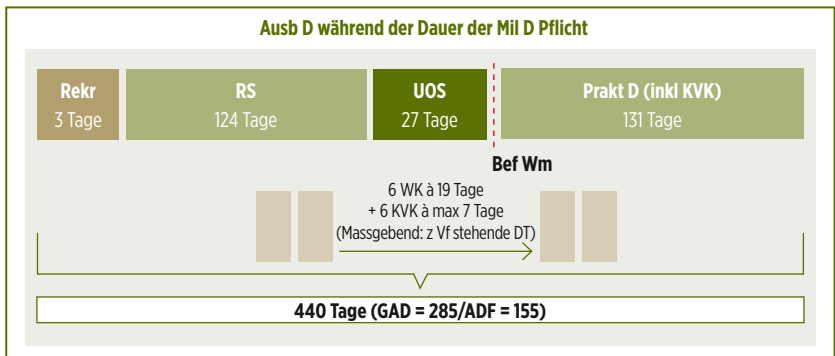 Ausb D während der Dauer der Mil D Pflicht
Rekr
3 Tage
RS
124 Tage
UOS
27 Tage
Prakt D (inkl KVK)
131 Tage
Bef Wm
6 WK à 19 Tage
+ 6 KVK à max 7 Tage
(Massgebend: z Vf stehende DT)
440 Tage (GAD = 285/ADF = 155)